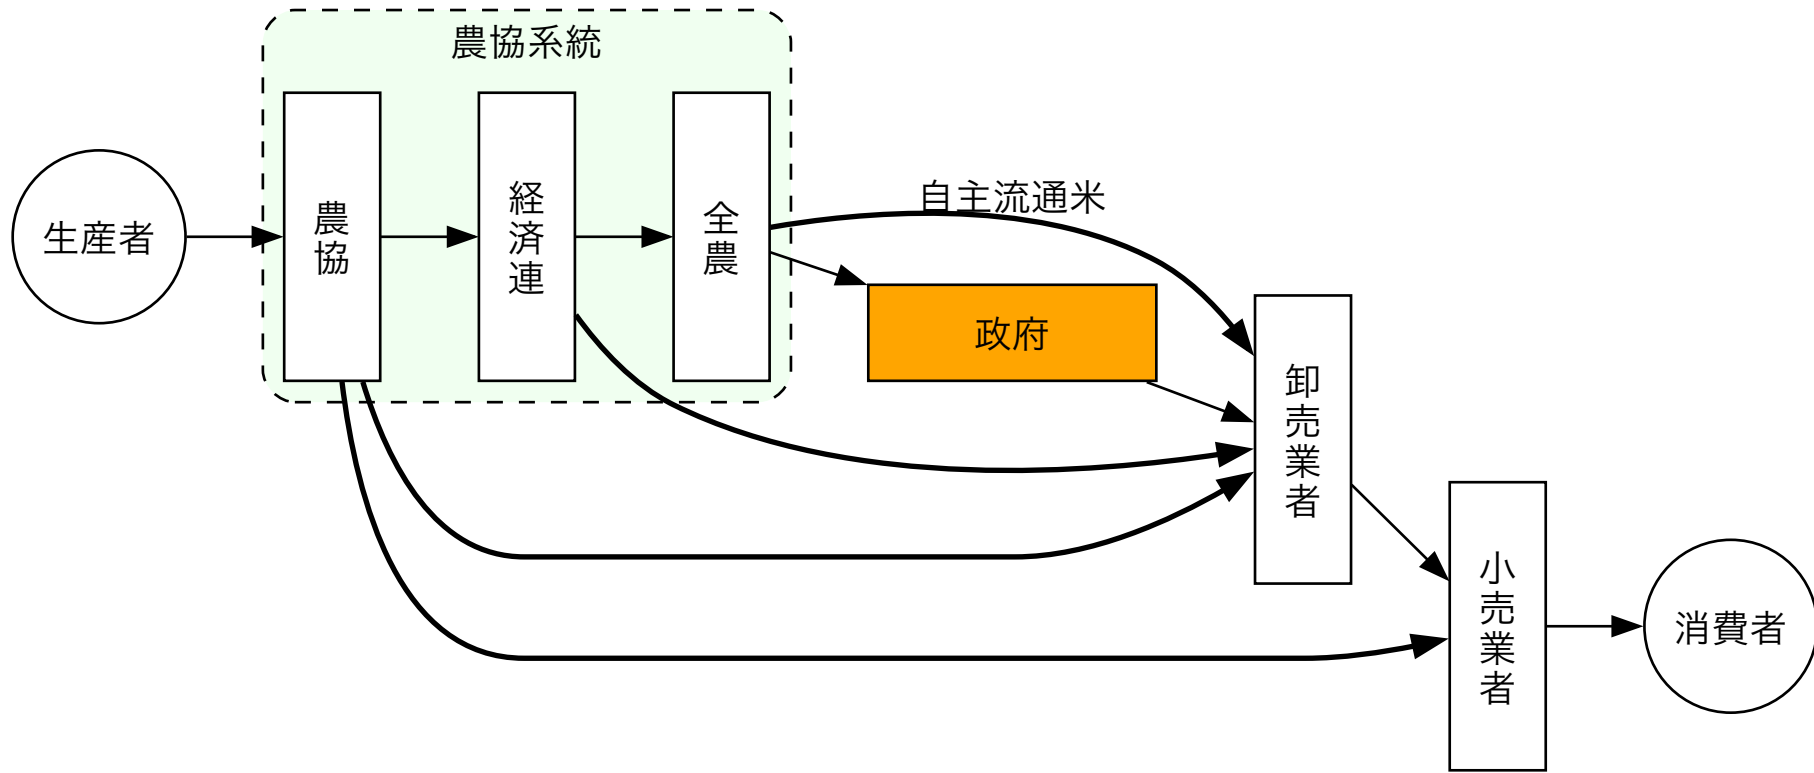 農協系統
生産者
農協
経済連
全農
自主流通米
政府
卸売業者
小売業者
消費者